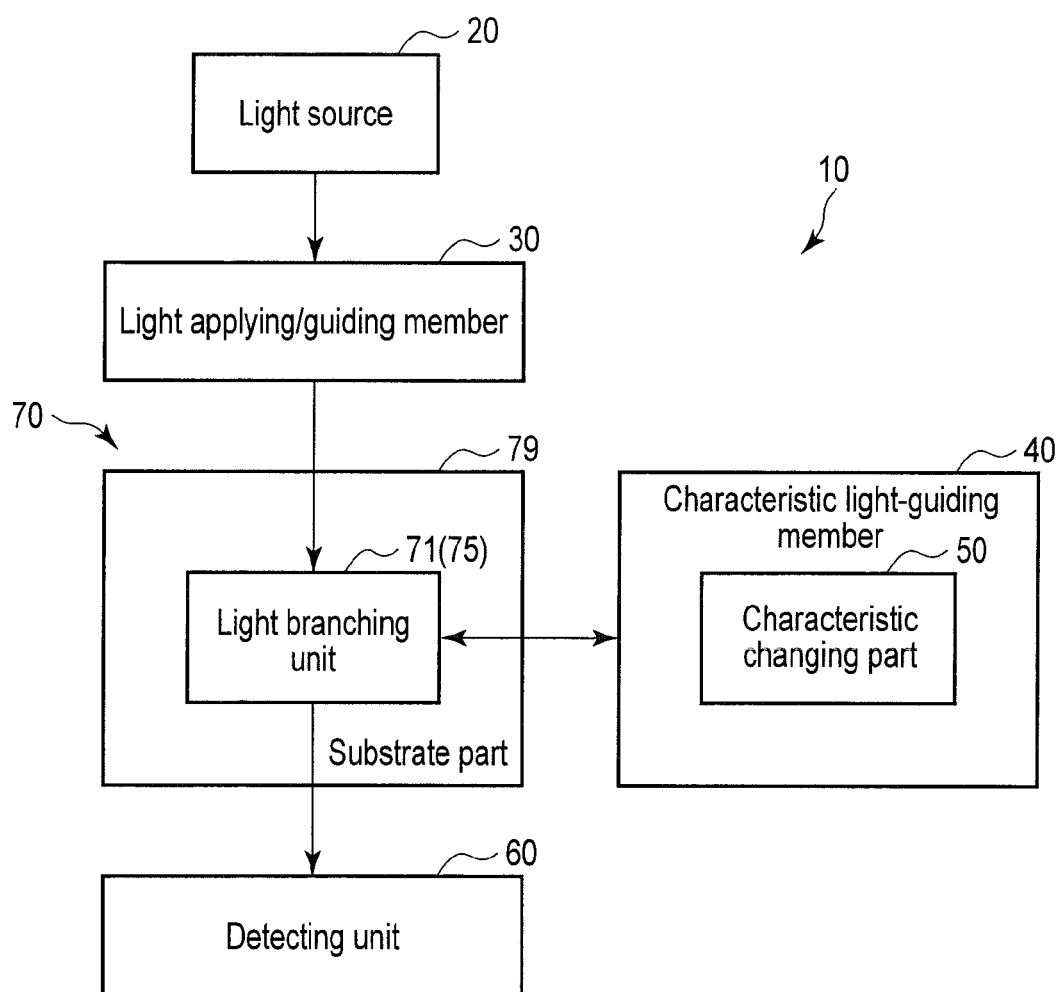 20
Light source
10
30
Light applying/guiding member
70
79
40
Characteristic light-guiding
member
71(75)
50
Light branching
unit
Characteristic
changing part
Substrate part
60
Detecting unit